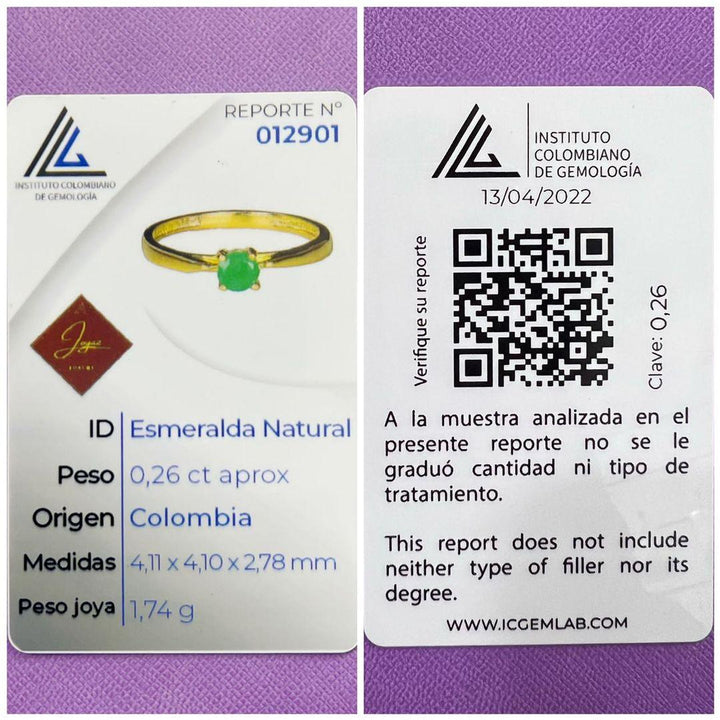 REPORTE N°
012901
INSTITUTO COLOMBIANO
DE GEMOLOGÍA
Joyas
ID Esmeralda Natural
Peso 0,26 ct aprox
Origen Colombia
Medidas 4,11 x 4,10 x 2,78 mm
Peso joya 1,74 g
INSTITUTO
COLOMBIANO
DE GEMOLOGÍA
13/04/2022
Verifique su reporte
Clave: 0,26
A la muestra analizada en el
presente reporte no se le
graduó cantidad ni tipo de
tratamiento.
This report does not include
neither type of filler nor its
degree.
WWW.ICGEMLAB.COM